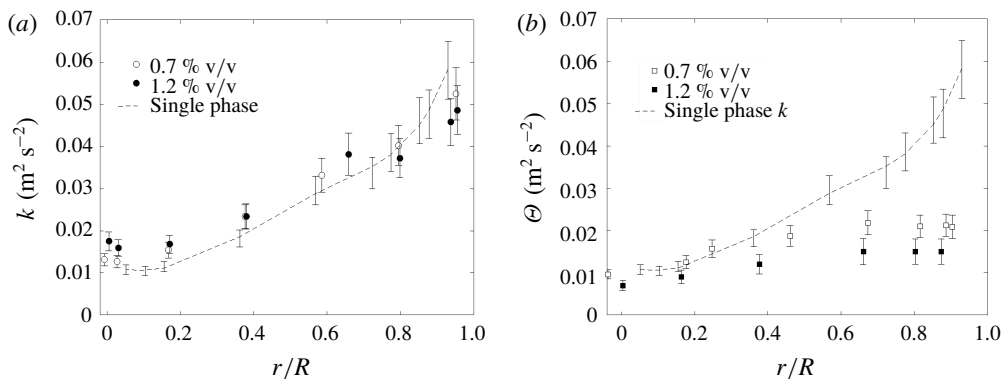 (a)
0.07
0.06
0.05
0.04
0.03
0.02
0.01
0
k (m² s⁻²)
0.7 % v/v
1.2 % v/v
Single phase
0 0.2 0.4 0.6 0.8 1.0
r/R
(b)
0.07
0.06
0.05
0.04
0.03
0.02
0.01
0
Θ (m² s⁻²)
0.7 % v/v
1.2 % v/v
Single phase k
0 0.2 0.4 0.6 0.8 1.0
r/R